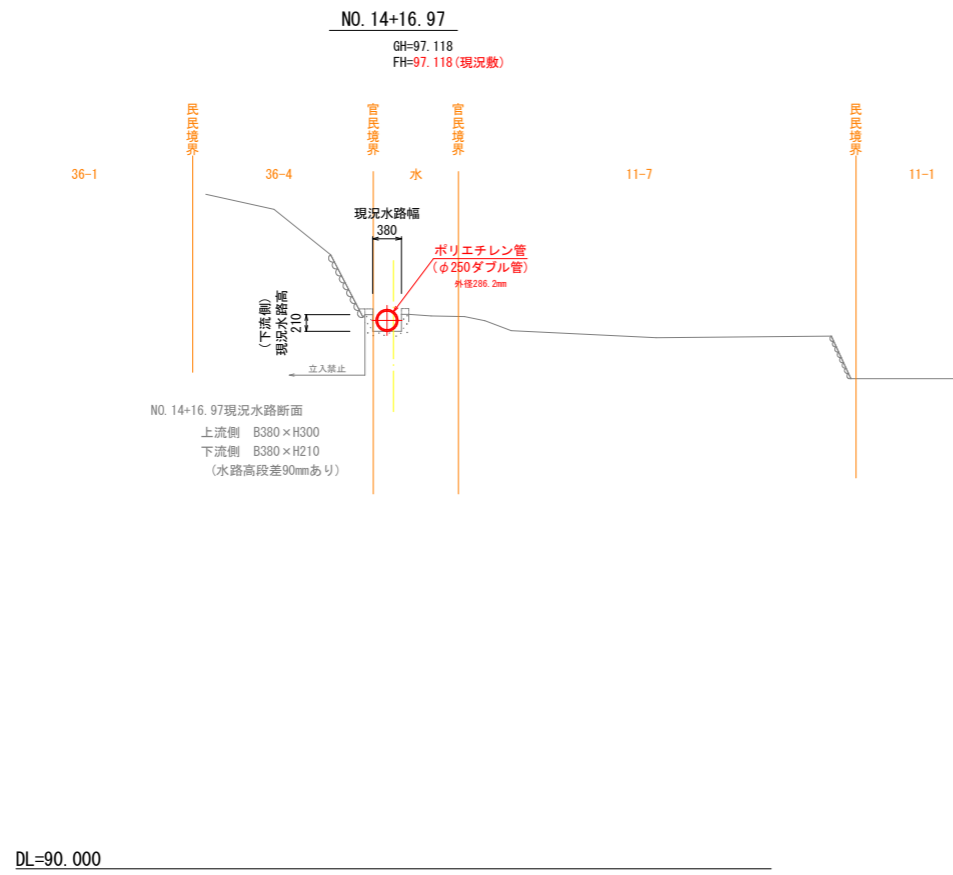 NO.14+16.97
GH=97.118
FH=97.118(現況敷)
民民境界
官民境界
官民境界
民民境界
36-1
36-4
水
11-7
11-1
現況水路幅
380
ポリエチレン管
(φ250ダブル管)
外径286.2mm
(下流側)
現況水路高
210
立入禁止
NO.14+16.97現況水路断面
上流側 B380×H300
下流側 B380×H210
(水路高段差90mmあり)
DL=90.000